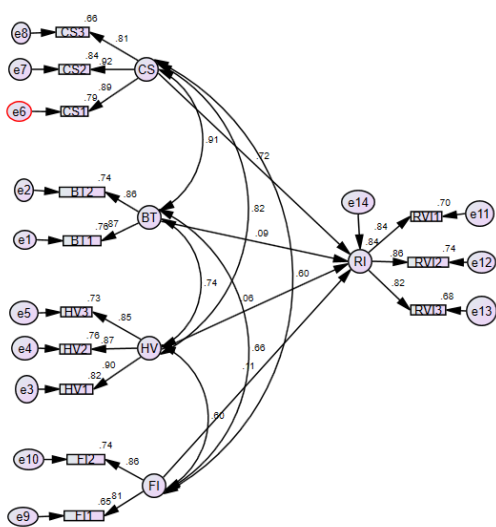 .66
e8 CS3 .81
.84
e7 CS2 .92 CS
.89
.79
e6 CS1
.91
.72
.74
e2 BT2 .86
.82
e14
.70
RVI1 e11
.84
BT
.76 .87
e1 BT1
.09
.84
RI
.86 .74
RVI2 e12
.74
.60
.82
.68
RVI3 e13
.73
e5 HV3 .85
.06
.76
e4 HV2 .87 HV
.90
.82
e3 HV1
.66
.11
.60
.74
e10 FI2 .86
FI
.81
.65
e9 FI1